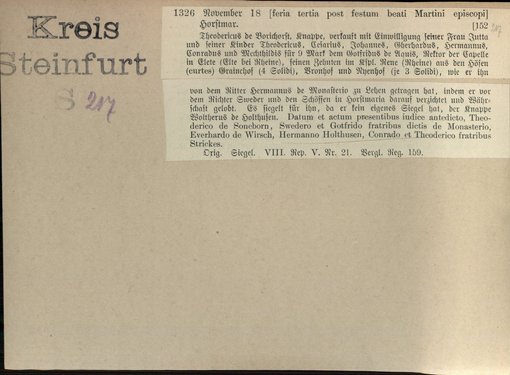 Kreis
Steinfurt
S 217
1326 November 18 [feria tertia post festum beati Martini episcopi]
Horstmar. [152
217
Theodericus de Vorichorst, Knappe, verkauft mit Einwilligung seiner Frau Jutta
und seiner Kinder Theodericus, Johannes, Gherhardus, Hermannus,
Conradus und Mechthildis für 9 Mark dem Gotfridus de Rektor der Capelle
in Elete (Elte bei Rheine), seinen Zehnten im Kspl. Rene (Rheine) aus den Höfen
(curtes) Grainchof (4 Solidi), Bronhof und Nyenhof (je 3 Solidi), wie er ihn
von dem Ritter Hermannus de Monasterio zu Lehen getragen hat, indem er vor
dem Richter Sweder und den Schöffen in Horstmaria darauf verzichtet und Währ-
schaft gelobt. Es siegelt für ihn, da er kein eigenes Siegel hat, der Knappe
Woltherus de Holthusen. Datum et actum presentibus iudice antedicto, Theo-
derico de Soneborn, Swedero et Gotfrido fratribus dictis de Monasterio,
Everhardo de Wirsch, Hermanno Holthusen, Conrado et Theoderico fratribus
Strickes.
Orig. Siegel. VIII. Rep. V. Nr. 21. Vergl. Reg. 159.